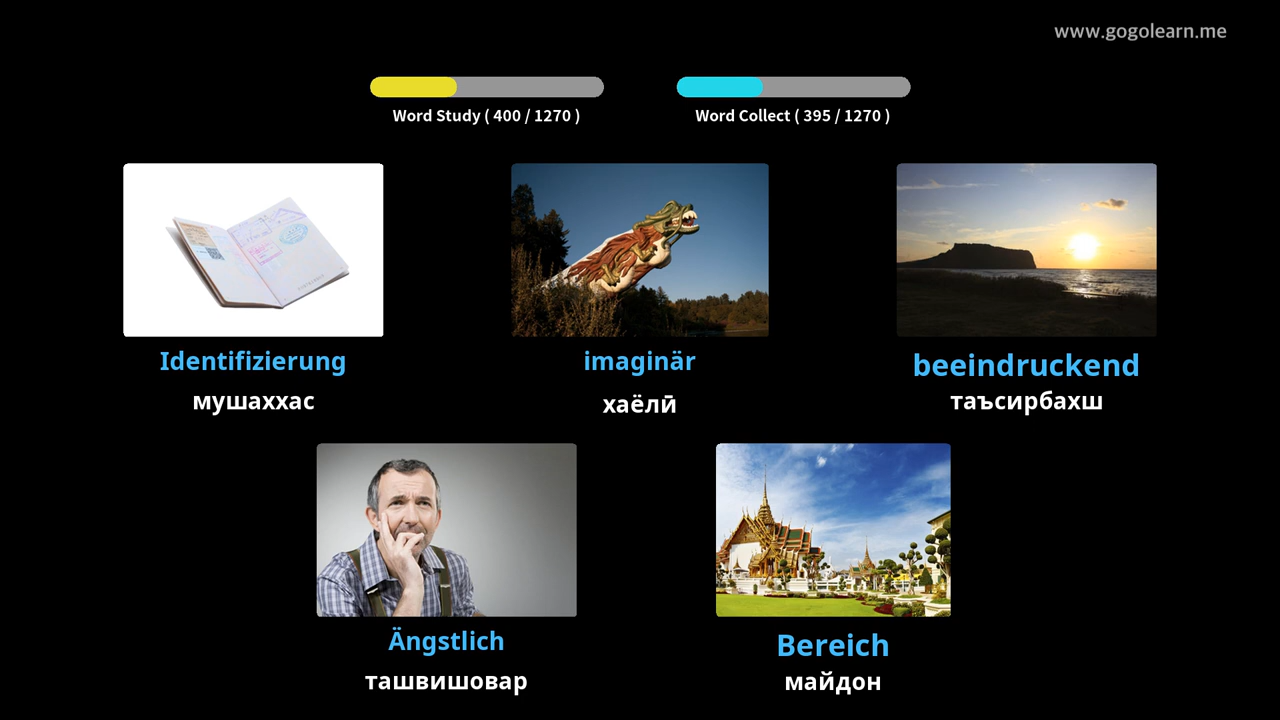 www.gogolearn.me
Word Study ( 400 / 1270 )
Word Collect ( 395 / 1270 )
Identifizierung
мушаххас
imaginär
хаёлӣ
beeindruckend
таъсирбахш
Ängstlich
ташвишовар
Bereich
майдон